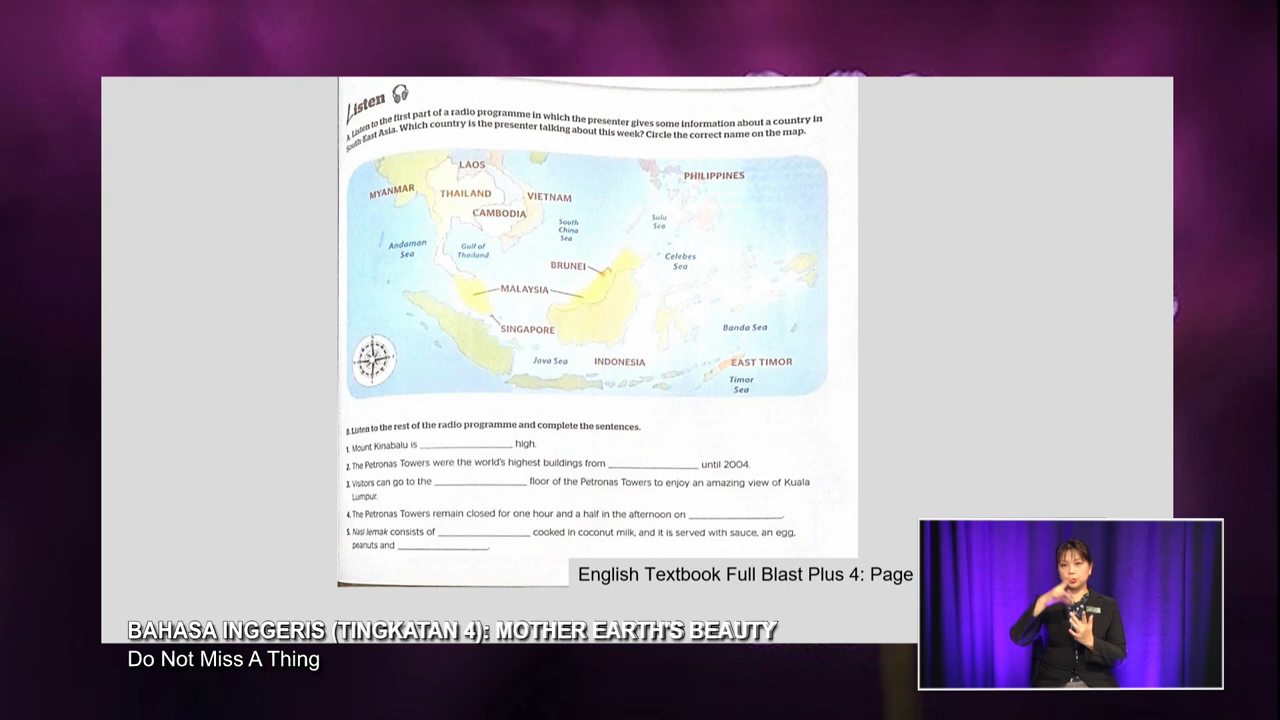 Listen
A. Listen to the first part of a radio programme in which the presenter gives some information about a country in
South East Asia. Which country is the presenter talking about this week? Circle the correct name on the map.
LAOS
PHILIPPINES
MYANMAR
THAILAND
VIETNAM
CAMBODIA
South
China
Sea
Sulu
Sea
Andaman
Sea
Gulf of
Thailand
Celebes
Sea
BRUNEI
MALAYSIA
SINGAPORE
Banda Sea
Java Sea
INDONESIA
EAST TIMOR
Timor
Sea
B. Listen to the rest of the radio programme and complete the sentences.
1. Mount Kinabalu is ________________ high.
2. The Petronas Towers were the world's highest buildings from ________________ until 2004.
3. Visitors can go to the ________________ floor of the Petronas Towers to enjoy an amazing view of Kuala
Lumpur.
4. The Petronas Towers remain closed for one hour and a half in the afternoon on ________________.
5. Nasi lemak consists of ________________ cooked in coconut milk, and it is served with sauce, an egg,
peanuts and ________________.
English Textbook Full Blast Plus 4: Page
BAHASA INGGERIS (TINGKATAN 4): MOTHER EARTH'S BEAUTY
Do Not Miss A Thing